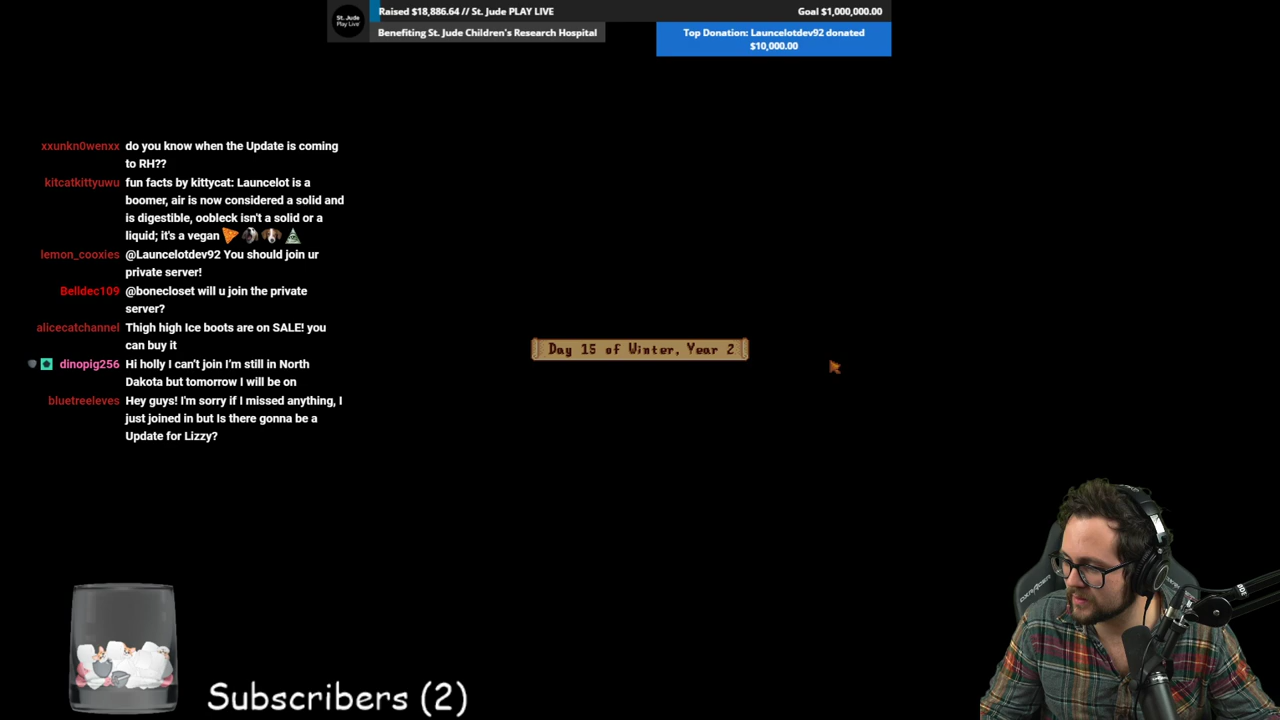 St. Jude
PLAY LIVE
Raised $18,886.64 // St. Jude PLAY LIVE
Goal $1,000,000.00
Benefiting St. Jude Children's Research Hospital
Top Donation: Launcelotdev92 donated
$10,000.00
xxunkn0wenxx do you know when the Update is coming
to RH??
kitcatkittyuwu fun facts by kittycat: Launcelot is a
boomer, air is now considered a solid and
is digestible, oobleck isn't a solid or a
liquid; it's a vegan
lemon_cooxies @Launcelotdev92 You should join ur
private server!
Belldec109 @bonecloset will u join the private
server?
alicecatchannel Thigh high Ice boots are on SALE! you
can buy it
dinopig256 Hi holly I can't join I'm still in North
Dakota but tomorrow I will be on
bluetreeleves Hey guys! I'm sorry if I missed anything, I
just joined in but Is there gonna be a
Update for Lizzy?
Day 15 of Winter, Year 2
Subscribers (2)